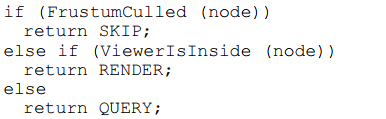 if (FrustumCulled (node))
  return SKIP;
else if (ViewerIsInside (node))
  return RENDER;
else
  return QUERY;